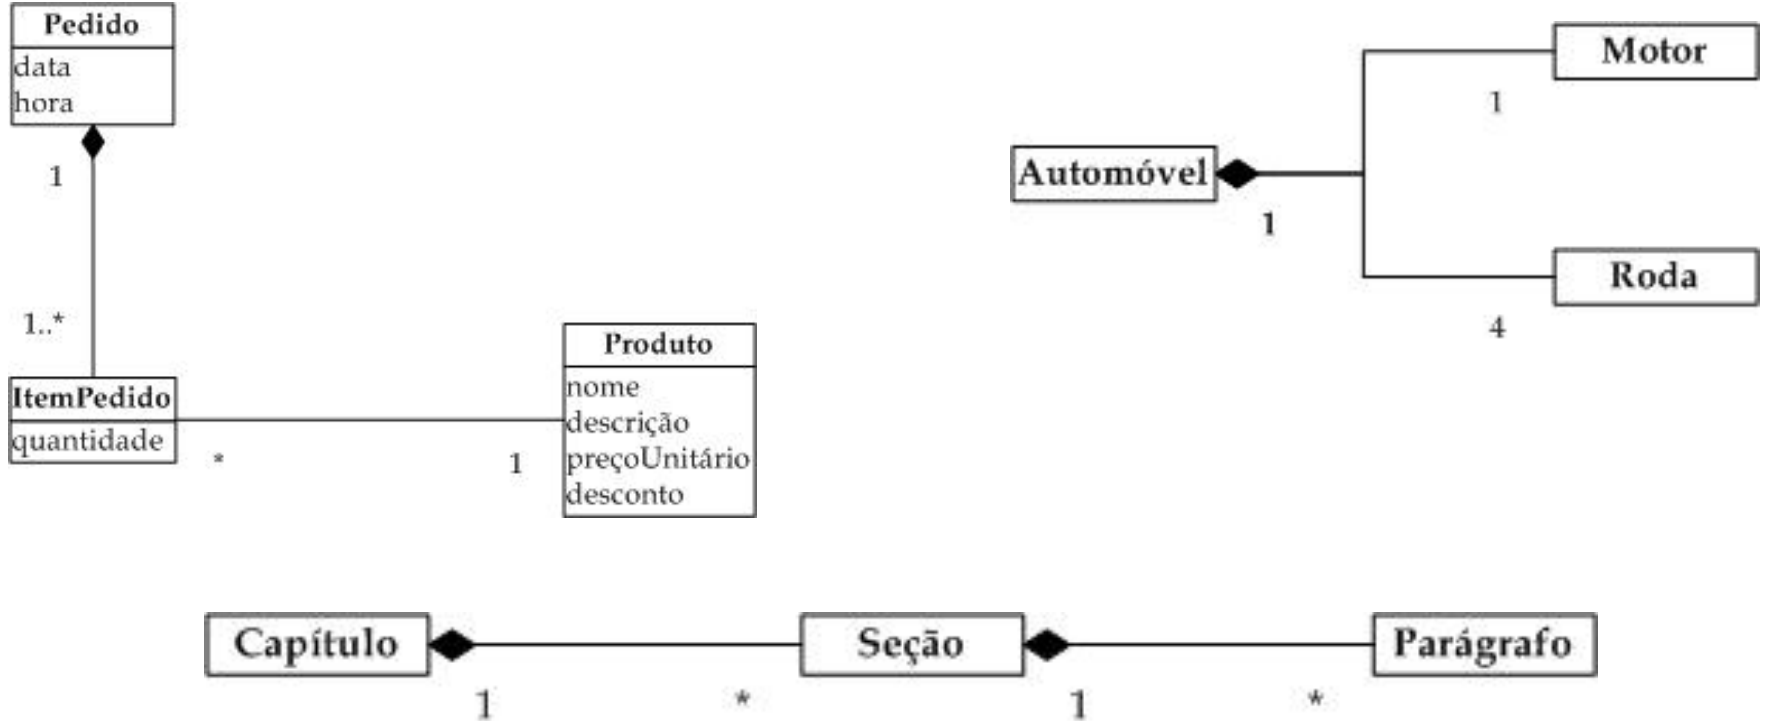 Pedido
data
hora
1
1..*
ItemPedido
quantidade
*
1
Produto
nome
descrição
preçoUnitário
desconto
Automóvel
1
Motor
1
Roda
4
Capítulo
1
*
Seção
1
*
Parágrafo